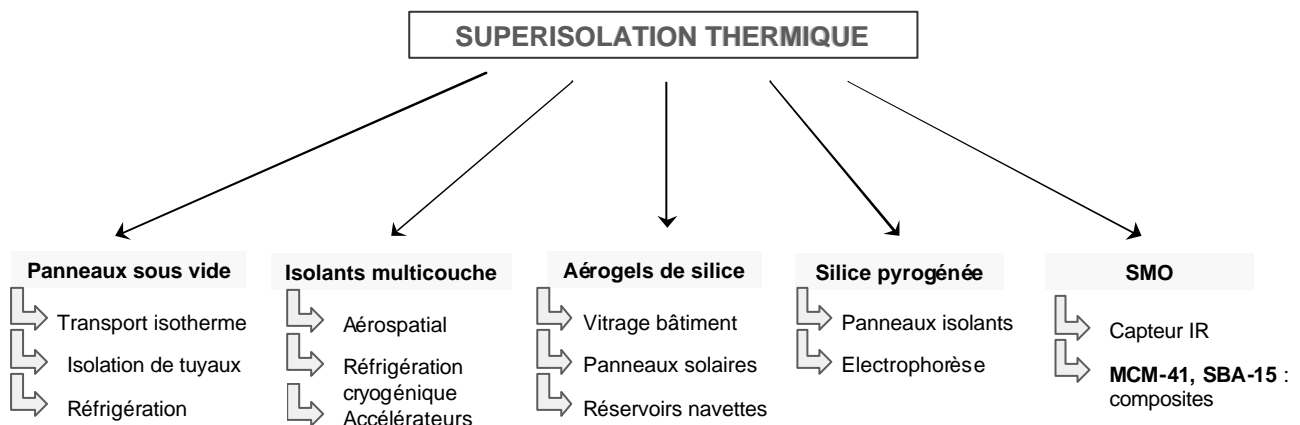 SUPERISOLATION THERMIQUE
Panneaux sous vide
Transport isotherme
Isolation de tuyaux
Réfrigération
Isolants multicouche
Aérospatial
Réfrigération
cryogénique
Accélérateurs
Aérogels de silice
Vitrage bâtiment
Panneaux solaires
Réservoirs navettes
Silice pyrogénée
Panneaux isolants
Electrophorèse
SMO
Capteur IR
MCM-41, SBA-15 :
composites